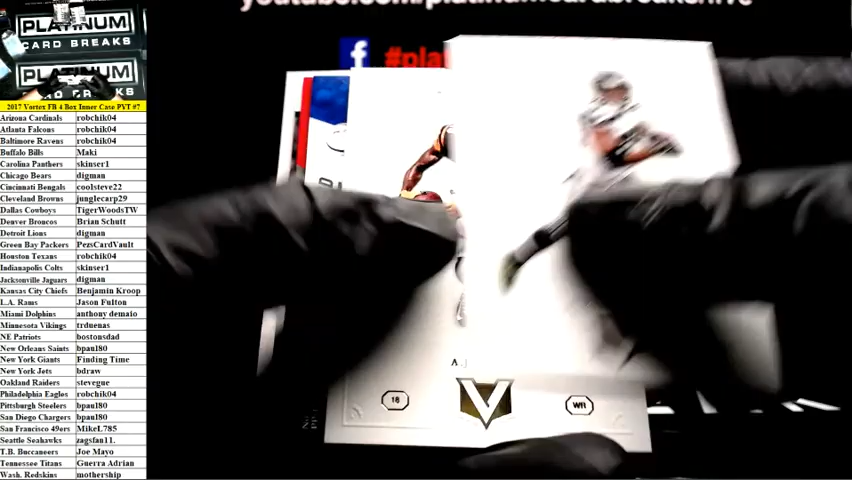 youtube.com/platinumcardbreakslive
#pla
PLATINUM
CARD BREAKS
PLATINUM
2017 Vortex FB 4 Box Inner Case PYT #7
Arizona Cardinals robchik04
Atlanta Falcons robchik04
Baltimore Ravens robchik04
Buffalo Bills Maki
Carolina Panthers skinser1
Chicago Bears digman
Cincinnati Bengals coolsteve22
Cleveland Browns junglecarp29
Dallas Cowboys TigerWoodsTW
Denver Broncos Brian Schutt
Detroit Lions digman
Green Bay Packers PezsCardVault
Houston Texans robchik04
Indianapolis Colts skinser1
Jacksonville Jaguars digman
Kansas City Chiefs Benjamin Kroop
L.A. Rams Jason Fulton
Miami Dolphins anthony demaio
Minnesota Vikings trduenas
NE Patriots bostonsdad
New Orleans Saints bpau180
New York Giants Finding Time
New York Jets bdraw
Oakland Raiders stevegue
Philadelphia Eagles robchik04
Pittsburgh Steelers bpau180
San Diego Chargers bpau180
San Francisco 49ers MikeL785
Seattle Seahawks zagsfan11.
T.B. Buccaneers Joe Mayo
Tennessee Titans Guerra Adrian
Wash. Redskins mothership
A.J
18
V
WR